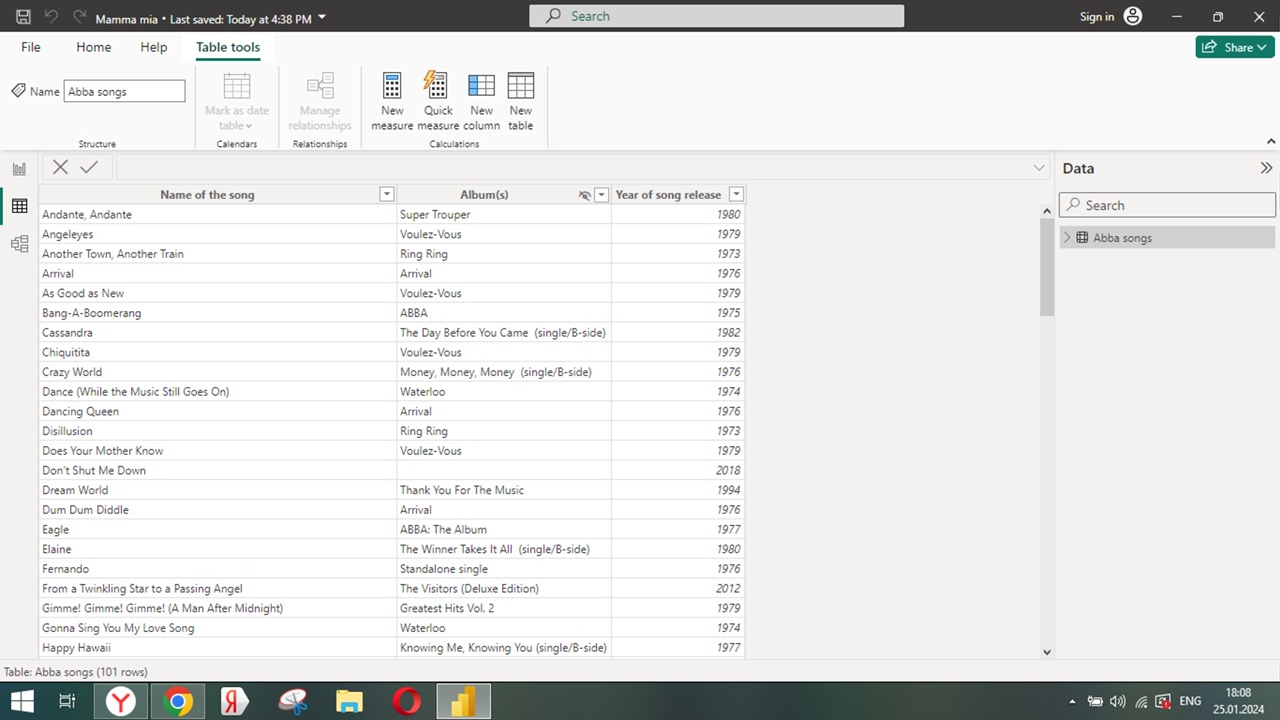 Mamma mia • Last saved: Today at 4:38 PM
Search
Sign in
File
Home
Help
Table tools
Share
Name
Abba songs
Mark as date table
Manage relationships
New measure
Quick measure
New column
New table
Structure
Calendars
Relationships
Calculations
Data
Search
Abba songs
Name of the song Album(s) Year of song release
Andante, Andante Super Trouper 1980
Angeleyes Voulez-Vous 1979
Another Town, Another Train Ring Ring 1973
Arrival Arrival 1976
As Good as New Voulez-Vous 1979
Bang-A-Boomerang ABBA 1975
Cassandra The Day Before You Came (single/B-side) 1982
Chiquitita Voulez-Vous 1979
Crazy World Money, Money, Money (single/B-side) 1976
Dance (While the Music Still Goes On) Waterloo 1974
Dancing Queen Arrival 1976
Disillusion Ring Ring 1973
Does Your Mother Know Voulez-Vous 1979
Don't Shut Me Down 2018
Dream World Thank You For The Music 1994
Dum Dum Diddle Arrival 1976
Eagle ABBA: The Album 1977
Elaine The Winner Takes It All (single/B-side) 1980
Fernando Standalone single 1976
From a Twinkling Star to a Passing Angel The Visitors (Deluxe Edition) 2012
Gimme! Gimme! Gimme! (A Man After Midnight) Greatest Hits Vol. 2 1979
Gonna Sing You My Love Song Waterloo 1974
Happy Hawaii Knowing Me, Knowing You (single/B-side) 1977
Table: Abba songs (101 rows)
ENG
18:08
25.01.2024